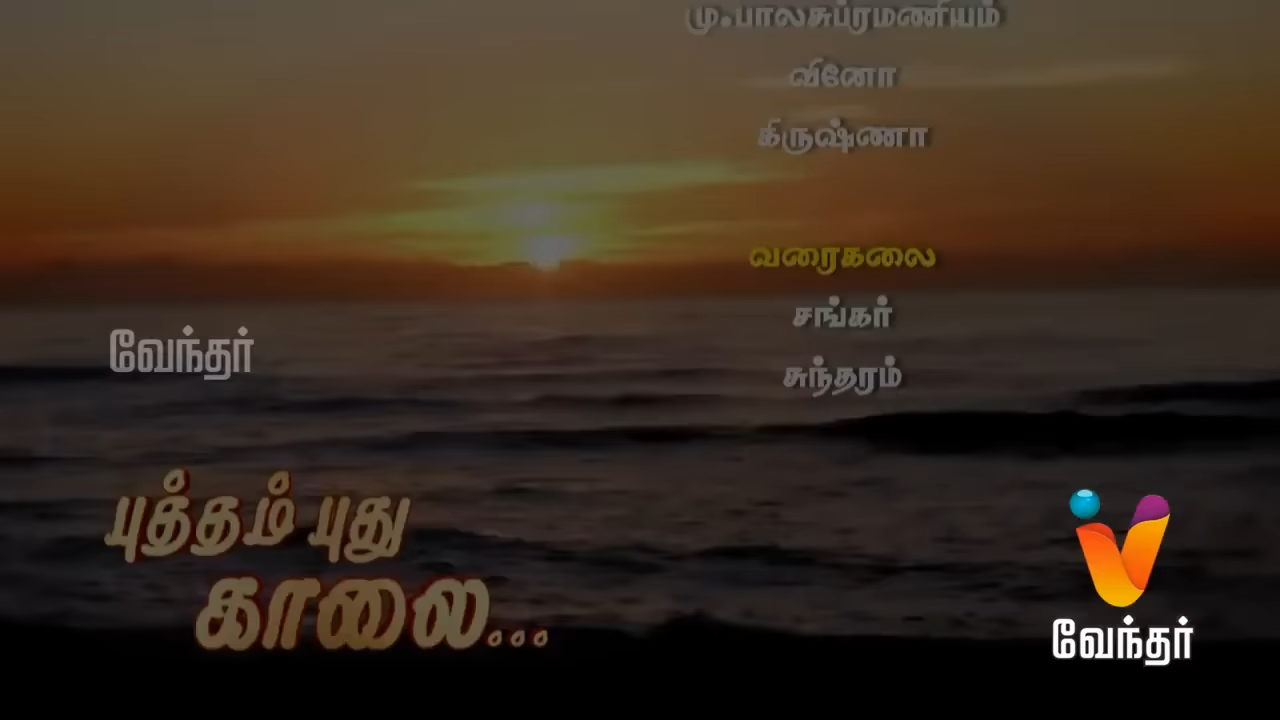 மு.பாலசுப்ரமணியம்
வினோ
கிருஷ்ணா
வரைகலை
சங்கர்
சுந்தரம்
வேந்தர்
புத்தம் புது
காலை...
வேந்தர்